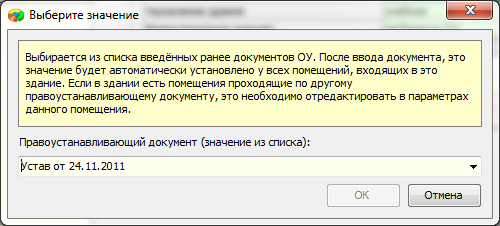 Выберите значение
Выбирается из списка введённых ранее документов ОУ. После ввода документа, это
значение будет автоматически установлено у всех помещений, входящих в это
здание. Если в здании есть помещения проходящие по другому
правоустанавливающему документу, это необходимо отредактировать в параметрах
данного помещения.
Правоустанавливающий документ (значение из списка):
Устав от 24.11.2011
OK
Отмена